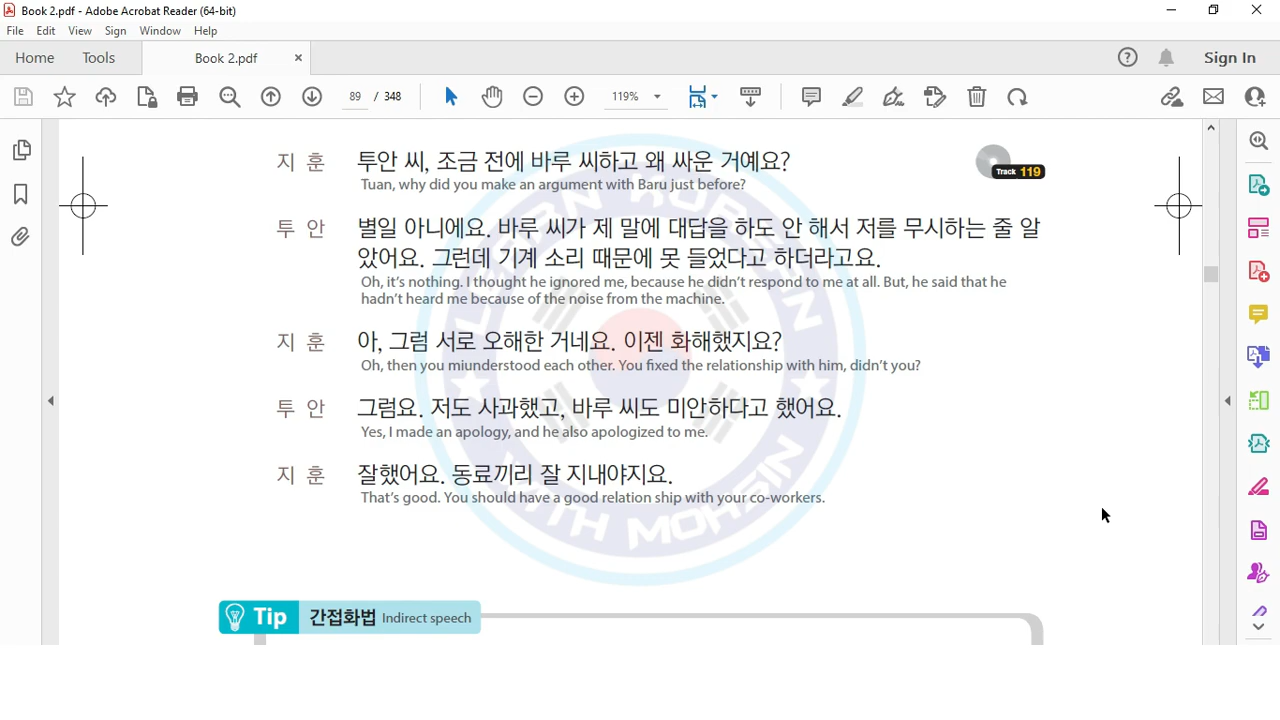 Book 2.pdf - Adobe Acrobat Reader (64-bit)
File Edit View Sign Window Help
Home Tools Book 2.pdf × Sign In
89 / 348 119%
지 훈 투안 씨, 조금 전에 바루 씨하고 왜 싸운 거예요? Track 119
Tuan, why did you make an argument with Baru just before?
투 안 별일 아니에요. 바루 씨가 제 말에 대답을 하도 안 해서 저를 무시하는 줄 알
았어요. 그런데 기계 소리 때문에 못 들었다고 하더라고요.
Oh, it's nothing. I thought he ignored me, because he didn't respond to me at all. But, he said that he
hadn't heard me because of the noise from the machine.
지 훈 아, 그럼 서로 오해한 거네요. 이젠 화해했지요?
Oh, then you miunderstood each other. You fixed the relationship with him, didn't you?
투 안 그럼요. 저도 사과했고, 바루 씨도 미안하다고 했어요.
Yes, I made an apology, and he also apologized to me.
지 훈 잘했어요. 동료끼리 잘 지내야지요.
That's good. You should have a good relation ship with your co-workers.
LEARN KOREAN
WITH MOHSIN
Tip 간접화법 Indirect speech